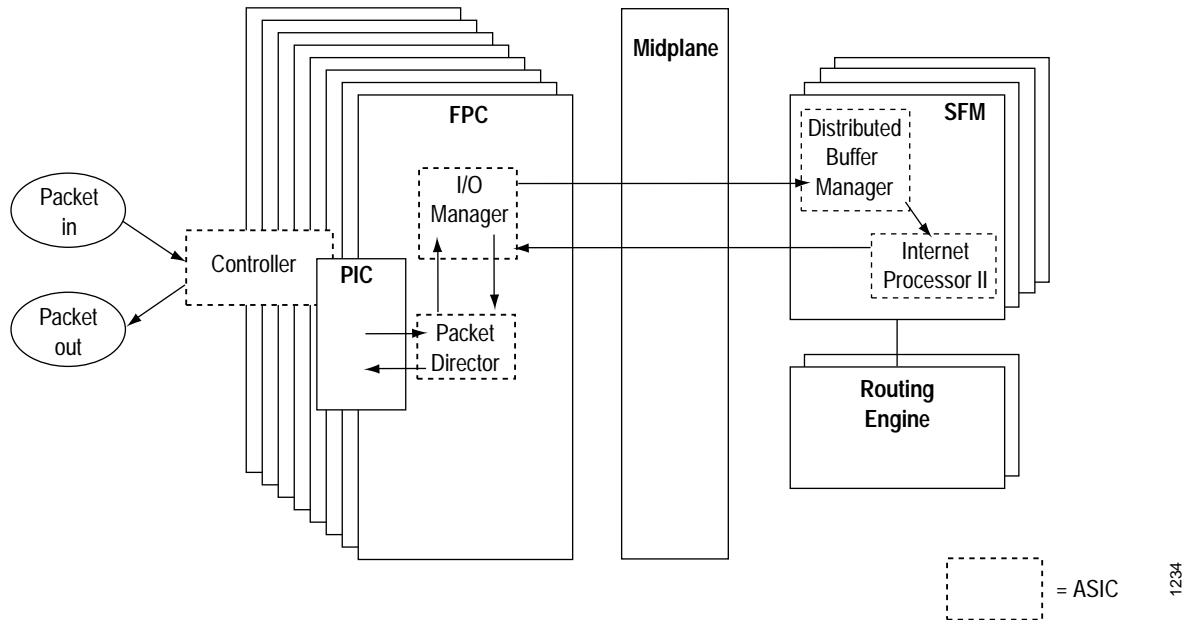 Midplane
FPC
SFM
Distributed
Buffer
Manager
I/O
Manager
Packet
in
Controller
Internet
Processor II
PIC
Packet
out
Packet
Director
Routing
Engine
= ASIC
1234